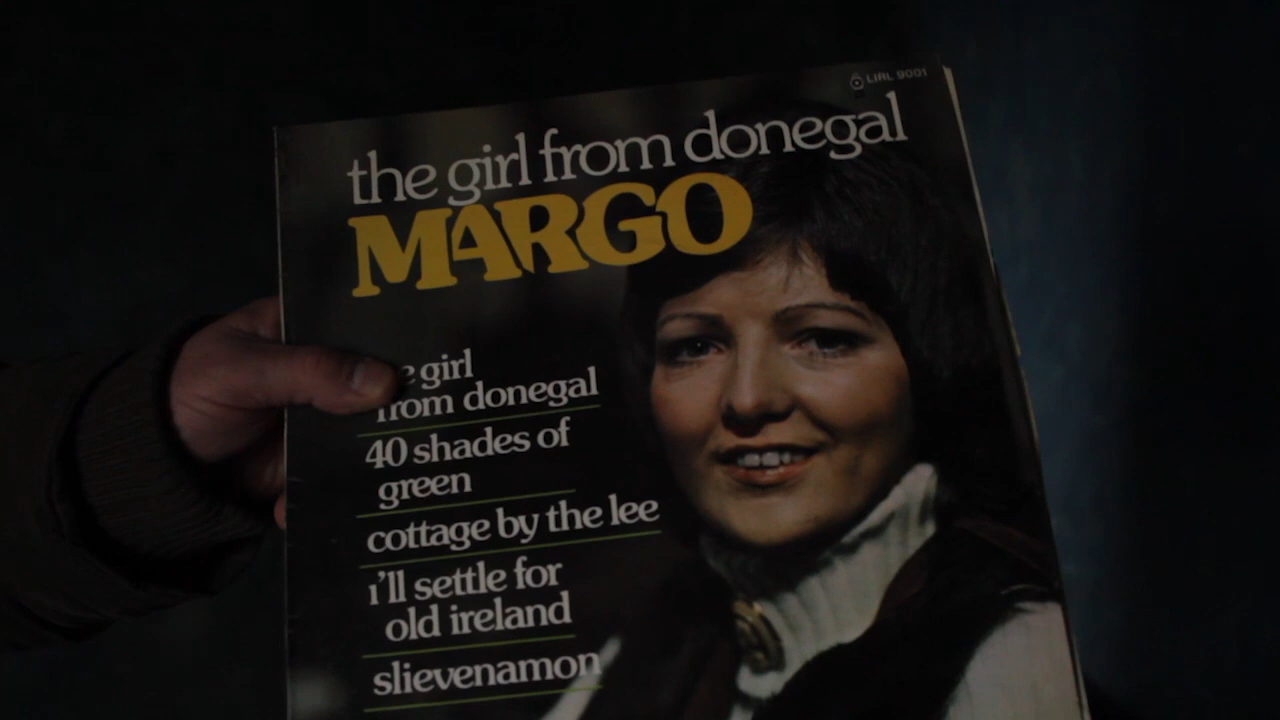 LIRL 9001
the girl from donegal
MARGO
girl
from donegal
40 shades of
green
cottage by the lee
i'll settle for
old ireland
slievenamon